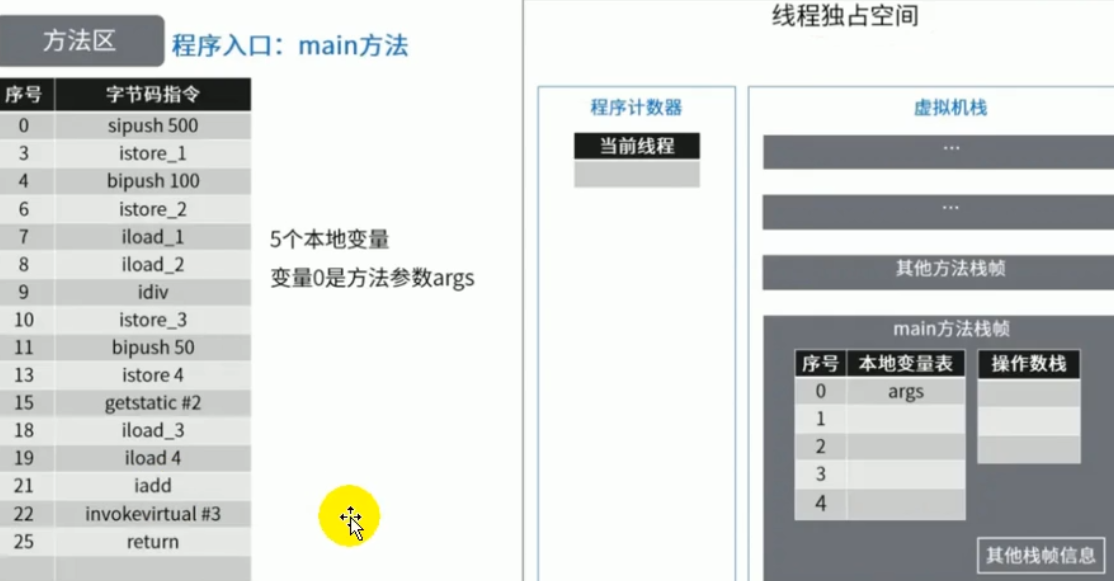 方法区
程序入口：main方法
序号 字节码指令
0 sipush 500
3 istore_1
4 bipush 100
6 istore_2
7 iload_1
8 iload_2
9 idiv
10 istore_3
11 bipush 50
13 istore 4
15 getstatic #2
18 iload_3
19 iload 4
21 iadd
22 invokevirtual #3
25 return
5个本地变量
变量0是方法参数args
线程独占空间
程序计数器
当前线程
虚拟机栈
...
...
其他方法栈帧
main方法栈帧
序号 本地变量表
0 args
1
2
3
4
操作数栈
其他栈帧信息